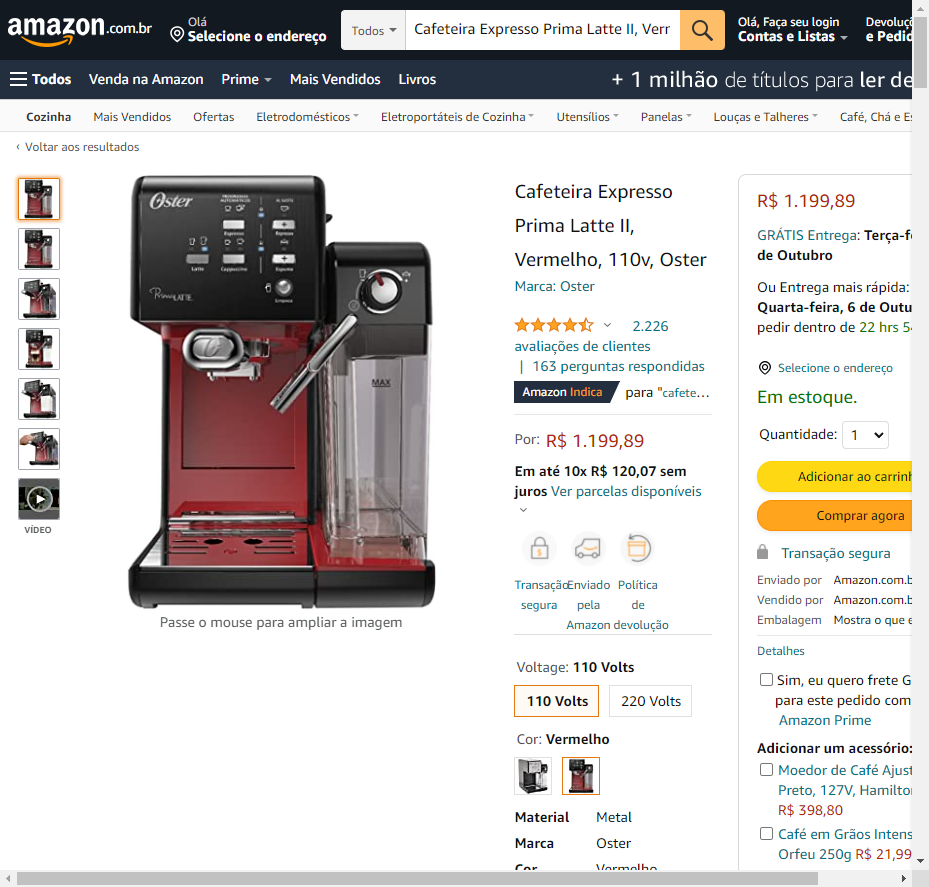 amazon.com.br
Olá
Selecione o endereço
Todos
Cafeteira Expresso Prima Latte II, Verr
Olá, Faça seu login
Contas e Listas
Devoluçõ
e Pedid
Todos
Venda na Amazon
Prime
Mais Vendidos
Livros
+ 1 milhão de títulos para ler de
Cozinha
Mais Vendidos
Ofertas
Eletrodomésticos
Eletroportáteis de Cozinha
Utensílios
Panelas
Louças e Talheres
Café, Chá e Es
‹ Voltar aos resultados
VÍDEO
Oster
Espresso
Latte
Cappuccino
Espuma
Limpeza
PrimaLATTE
MAX
Passe o mouse para ampliar a imagem
Cafeteira Expresso
Prima Latte II,
Vermelho, 110v, Oster
Marca: Oster
2.226
avaliações de clientes
| 163 perguntas respondidas
Amazon Indica para "cafete…
Por: R$ 1.199,89
Em até 10x R$ 120,07 sem
juros Ver parcelas disponíveis
Transação
segura
Enviado
pela
Amazon
Política
de
devolução
Voltage: 110 Volts
110 Volts
220 Volts
Cor: Vermelho
Material Metal
Marca Oster
Cor Vermelho
R$ 1.199,89
GRÁTIS Entrega: Terça-fe
de Outubro
Ou Entrega mais rápida:
Quarta-feira, 6 de Outu
pedir dentro de 22 hrs 54
Selecione o endereço
Em estoque.
Quantidade: 1
Adicionar ao carrinh
Comprar agora
Transação segura
Enviado por Amazon.com.b
Vendido por Amazon.com.b
Embalagem Mostra o que e
Detalhes
Sim, eu quero frete G
para este pedido com
Amazon Prime
Adicionar um acessório:
Moedor de Café Ajust
Preto, 127V, Hamilton
R$ 398,80
Café em Grãos Intens
Orfeu 250g R$ 21,99